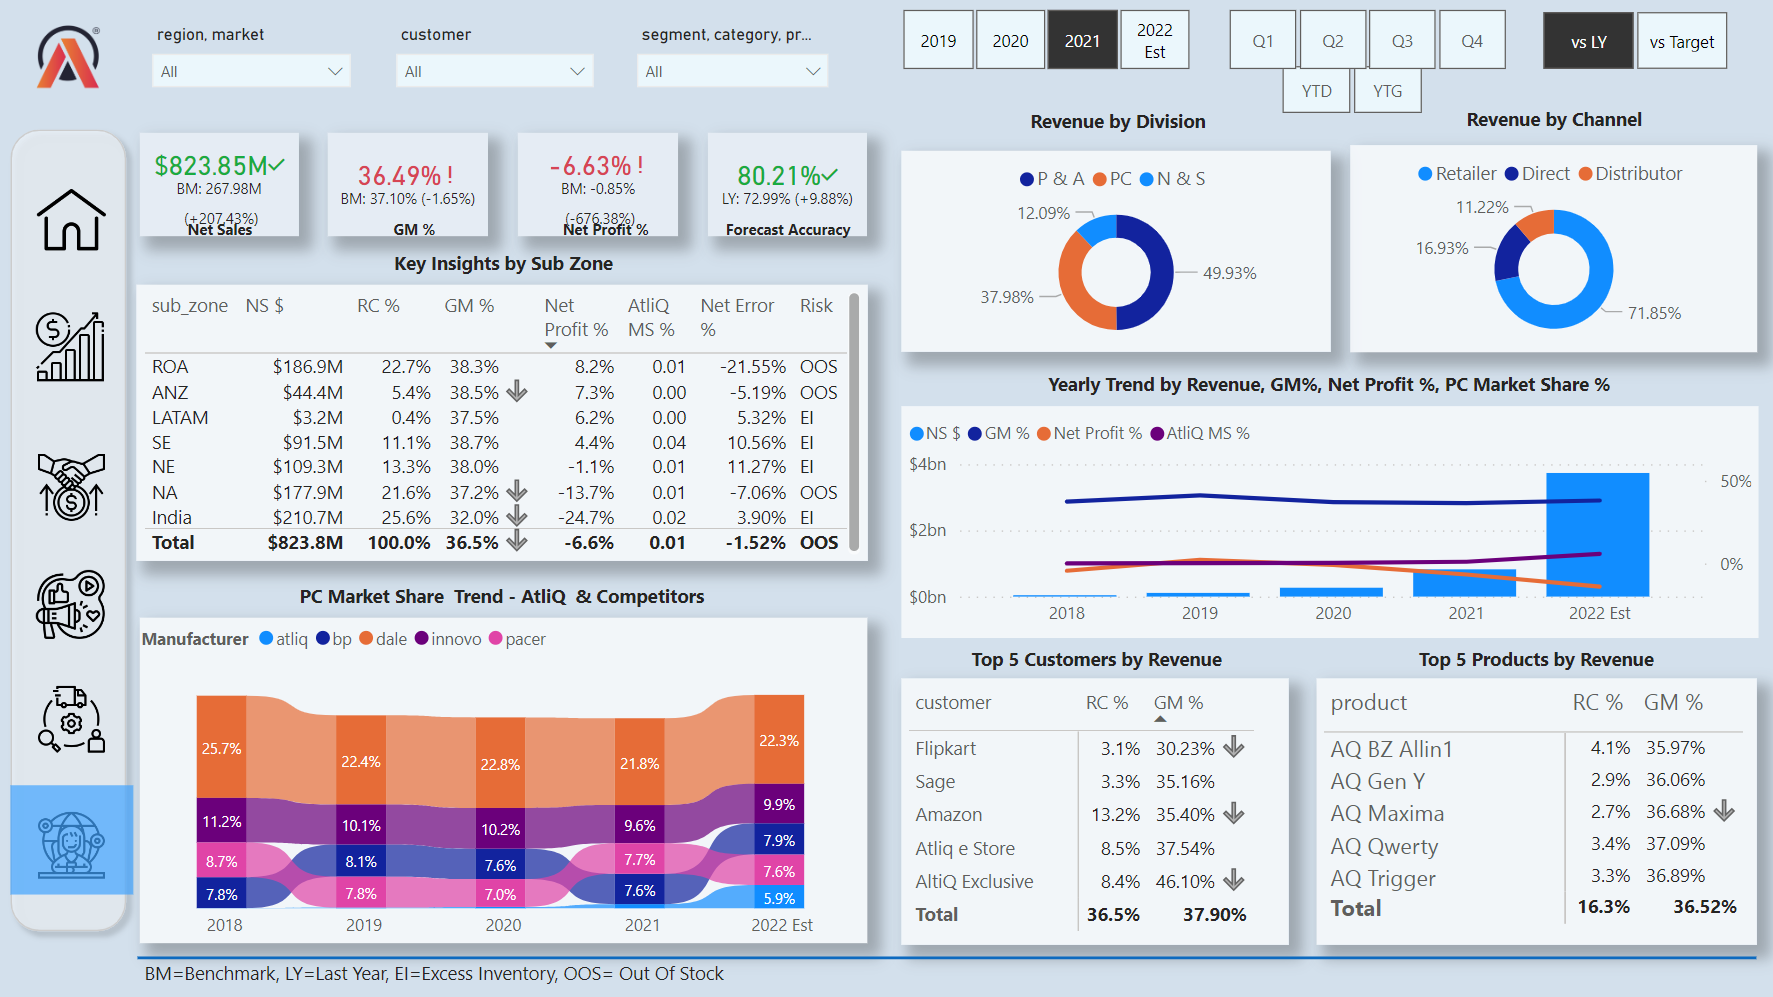 region, market
customer
segment, category, pr...
All
All
All
2019
2020
2021
2022
Est
Q1
Q2
Q3
Q4
YTD
YTG
vs LY
vs Target
$823.85M
BM: 267.98M
(+207.43%)
Net Sales
36.49% !
BM: 37.10% (-1.65%)
GM %
-6.63% !
BM: -0.85%
(-676.38%)
Net Profit %
80.21%
LY: 72.99% (+9.88%)
Forecast Accuracy
Revenue by Division
P & A PC N & S
12.09%
49.93%
37.98%
Revenue by Channel
Retailer Direct Distributor
11.22%
16.93%
71.85%
Key Insights by Sub Zone
sub_zone NS $ RC % GM % Net Profit % AtliQ MS % Net Error % Risk
ROA $186.9M 22.7% 38.3% 8.2% 0.01 -21.55% OOS
ANZ $44.4M 5.4% 38.5% 7.3% 0.00 -5.19% OOS
LATAM $3.2M 0.4% 37.5% 6.2% 0.00 5.32% EI
SE $91.5M 11.1% 38.7% 4.4% 0.04 10.56% EI
NE $109.3M 13.3% 38.0% -1.1% 0.01 11.27% EI
NA $177.9M 21.6% 37.2% -13.7% 0.01 -7.06% OOS
India $210.7M 25.6% 32.0% -24.7% 0.02 3.90% EI
Total $823.8M 100.0% 36.5% -6.6% 0.01 -1.52% OOS
Yearly Trend by Revenue, GM%, Net Profit %, PC Market Share %
NS $ GM % Net Profit % AtliQ MS %
$4bn
$2bn
$0bn
50%
0%
2018 2019 2020 2021 2022 Est
PC Market Share Trend - AtliQ & Competitors
Manufacturer atliq bp dale innovo pacer
25.7% 22.4% 22.8% 21.8% 22.3%
11.2% 10.1% 10.2% 9.6% 9.9%
8.7% 8.1% 7.6% 7.7% 7.9%
7.8% 7.8% 7.0% 7.6% 7.6%
5.9%
2018 2019 2020 2021 2022 Est
Top 5 Customers by Revenue
customer RC % GM %
Flipkart 3.1% 30.23%
Sage 3.3% 35.16%
Amazon 13.2% 35.40%
Atliq e Store 8.5% 37.54%
AltiQ Exclusive 8.4% 46.10%
Total 36.5% 37.90%
Top 5 Products by Revenue
product RC % GM %
AQ BZ Allin1 4.1% 35.97%
AQ Gen Y 2.9% 36.06%
AQ Maxima 2.7% 36.68%
AQ Qwerty 3.4% 37.09%
AQ Trigger 3.3% 36.89%
Total 16.3% 36.52%
BM=Benchmark, LY=Last Year, EI=Excess Inventory, OOS= Out Of Stock